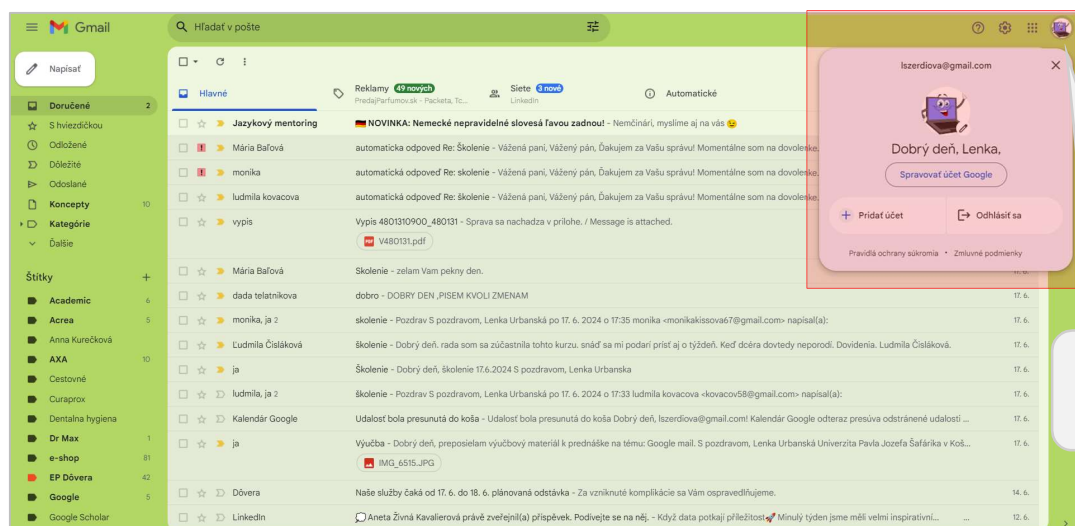 Gmail
Hľadať v pošte
Napísať
Doručené 2
S hviezdičkou
Odložené
Dôležité
Odoslané
Koncepty 10
Kategórie
Ďalšie
Štítky
Academic 6
Acrea 5
Anna Kurečková
AXA 10
Cestovné
Curaprox
Dentalna hygiena
Dr Max 1
e-shop 81
EP Dôvera 42
Google 5
Google Scholar
Hlavné
Reklamy 49 nových
PredajParfumov.sk - Packeta, Tc...
Siete 3 nové
LinkedIn
Automatické
Jazykový mentoring NOVINKA: Nemecké nepravidelné slovesá ľavou zadnou! - Nemčinári, myslíme aj na vás
Mária Baľová automaticka odpoved Re: Školenie - Vážená pani, Vážený pán, Ďakujem za Vašu správu! Momentálne som na dovolenke.
monika automatická odpoveď Re: skolenie - Vážená pani, Vážený pán, Ďakujem za Vašu správu! Momentálne som na dovolenke.
ludmila kovacova automatická odpoveď Re: školenie - Vážená pani, Vážený pán, Ďakujem za Vašu správu! Momentálne som na dovolenke.
vypis Vypis 4801310900_480131 - Sprava sa nachadza v prilohe. / Message is attached.
PDF V480131.pdf
Mária Baľová Skolenie - zelam Vam pekny den. 17. 6.
dada telatnikova dobro - DOBRY DEN ,PISEM KVOLI ZMENAM 17. 6.
monika, ja 2 skolenie - Pozdrav S pozdravom, Lenka Urbanská po 17. 6. 2024 o 17:35 monika <monikakissova67@gmail.com> napísal(a): 17. 6.
Ľudmila Čisláková školenie - Dobrý deň. rada som sa zúčastnila tohto kurzu. snáď sa mi podarí prísť aj o týždeň. Keď dcéra dovtedy neporodí. Dovidenia. Ludmila Čisláková. 17. 6.
ja Školenie - Dobrý deň, školenie 17.6.2024 S pozdravom, Lenka Urbanska 17. 6.
ludmila, ja 2 školenie - Pozdrav S pozdravom, Lenka Urbanská po 17. 6. 2024 o 17:33 ludmila kovacova <kovacov58@gmail.com> napísal(a): 17. 6.
Kalendár Google Udalosť bola presunutá do koša - Udalosť bola presunutá do koša Dobrý deň, lszerdiova@gmail.com! Kalendár Google odteraz presúva odstránené udalosti ... 17. 6.
ja Výučba - Dobrý deň, preposielam výučbový materiál k prednáške na tému: Google mail. S pozdravom, Lenka Urbanská Univerzita Pavla Jozefa Šafárika v Koš... 17. 6.
IMG_6515.JPG
Dôvera Naše služby čaká od 17. 6. do 18. 6. plánovaná odstávka - Za vzniknuté komplikácie sa Vám ospravedlňujeme. 14. 6.
LinkedIn Aneta Živná Kavalierová právě zveřejnil(a) příspěvek. Podívejte se na něj. - Když data potkají příležitost Minulý týden jsme měli velmi inspirativní... 12. 6.
lszerdiova@gmail.com
Dobrý deň, Lenka,
Spravovať účet Google
Pridať účet
Odhlásiť sa
Pravidlá ochrany súkromia • Zmluvné podmienky